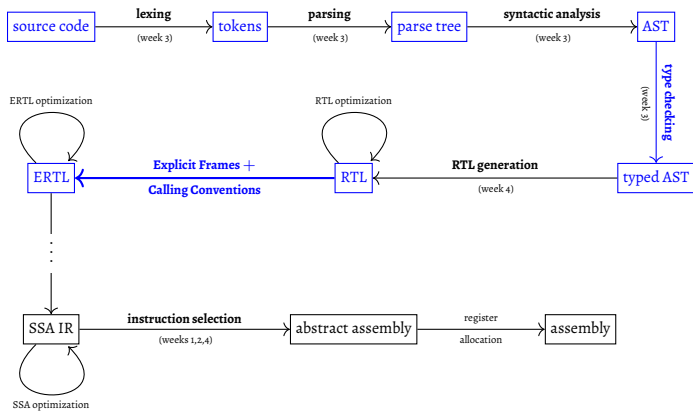 source code
lexing
(week 3)
tokens
parsing
(week 3)
parse tree
syntactic analysis
(week 3)
AST
type checking
(week 3)
typed AST
RTL generation
(week 4)
RTL optimization
RTL
Explicit Frames +
Calling Conventions
ERTL optimization
ERTL
SSA IR
SSA optimization
instruction selection
(weeks 1,2,4)
abstract assembly
register
allocation
assembly